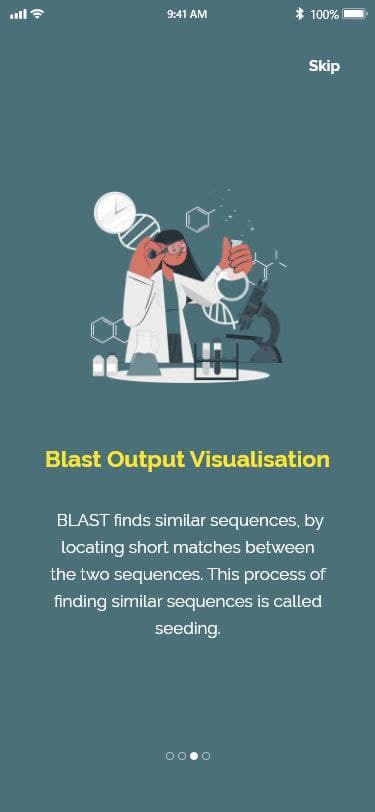 9:41 AM
100%
Skip
Blast Output Visualisation
BLAST finds similar sequences, by
locating short matches between
the two sequences. This process of
finding similar sequences is called
seeding.